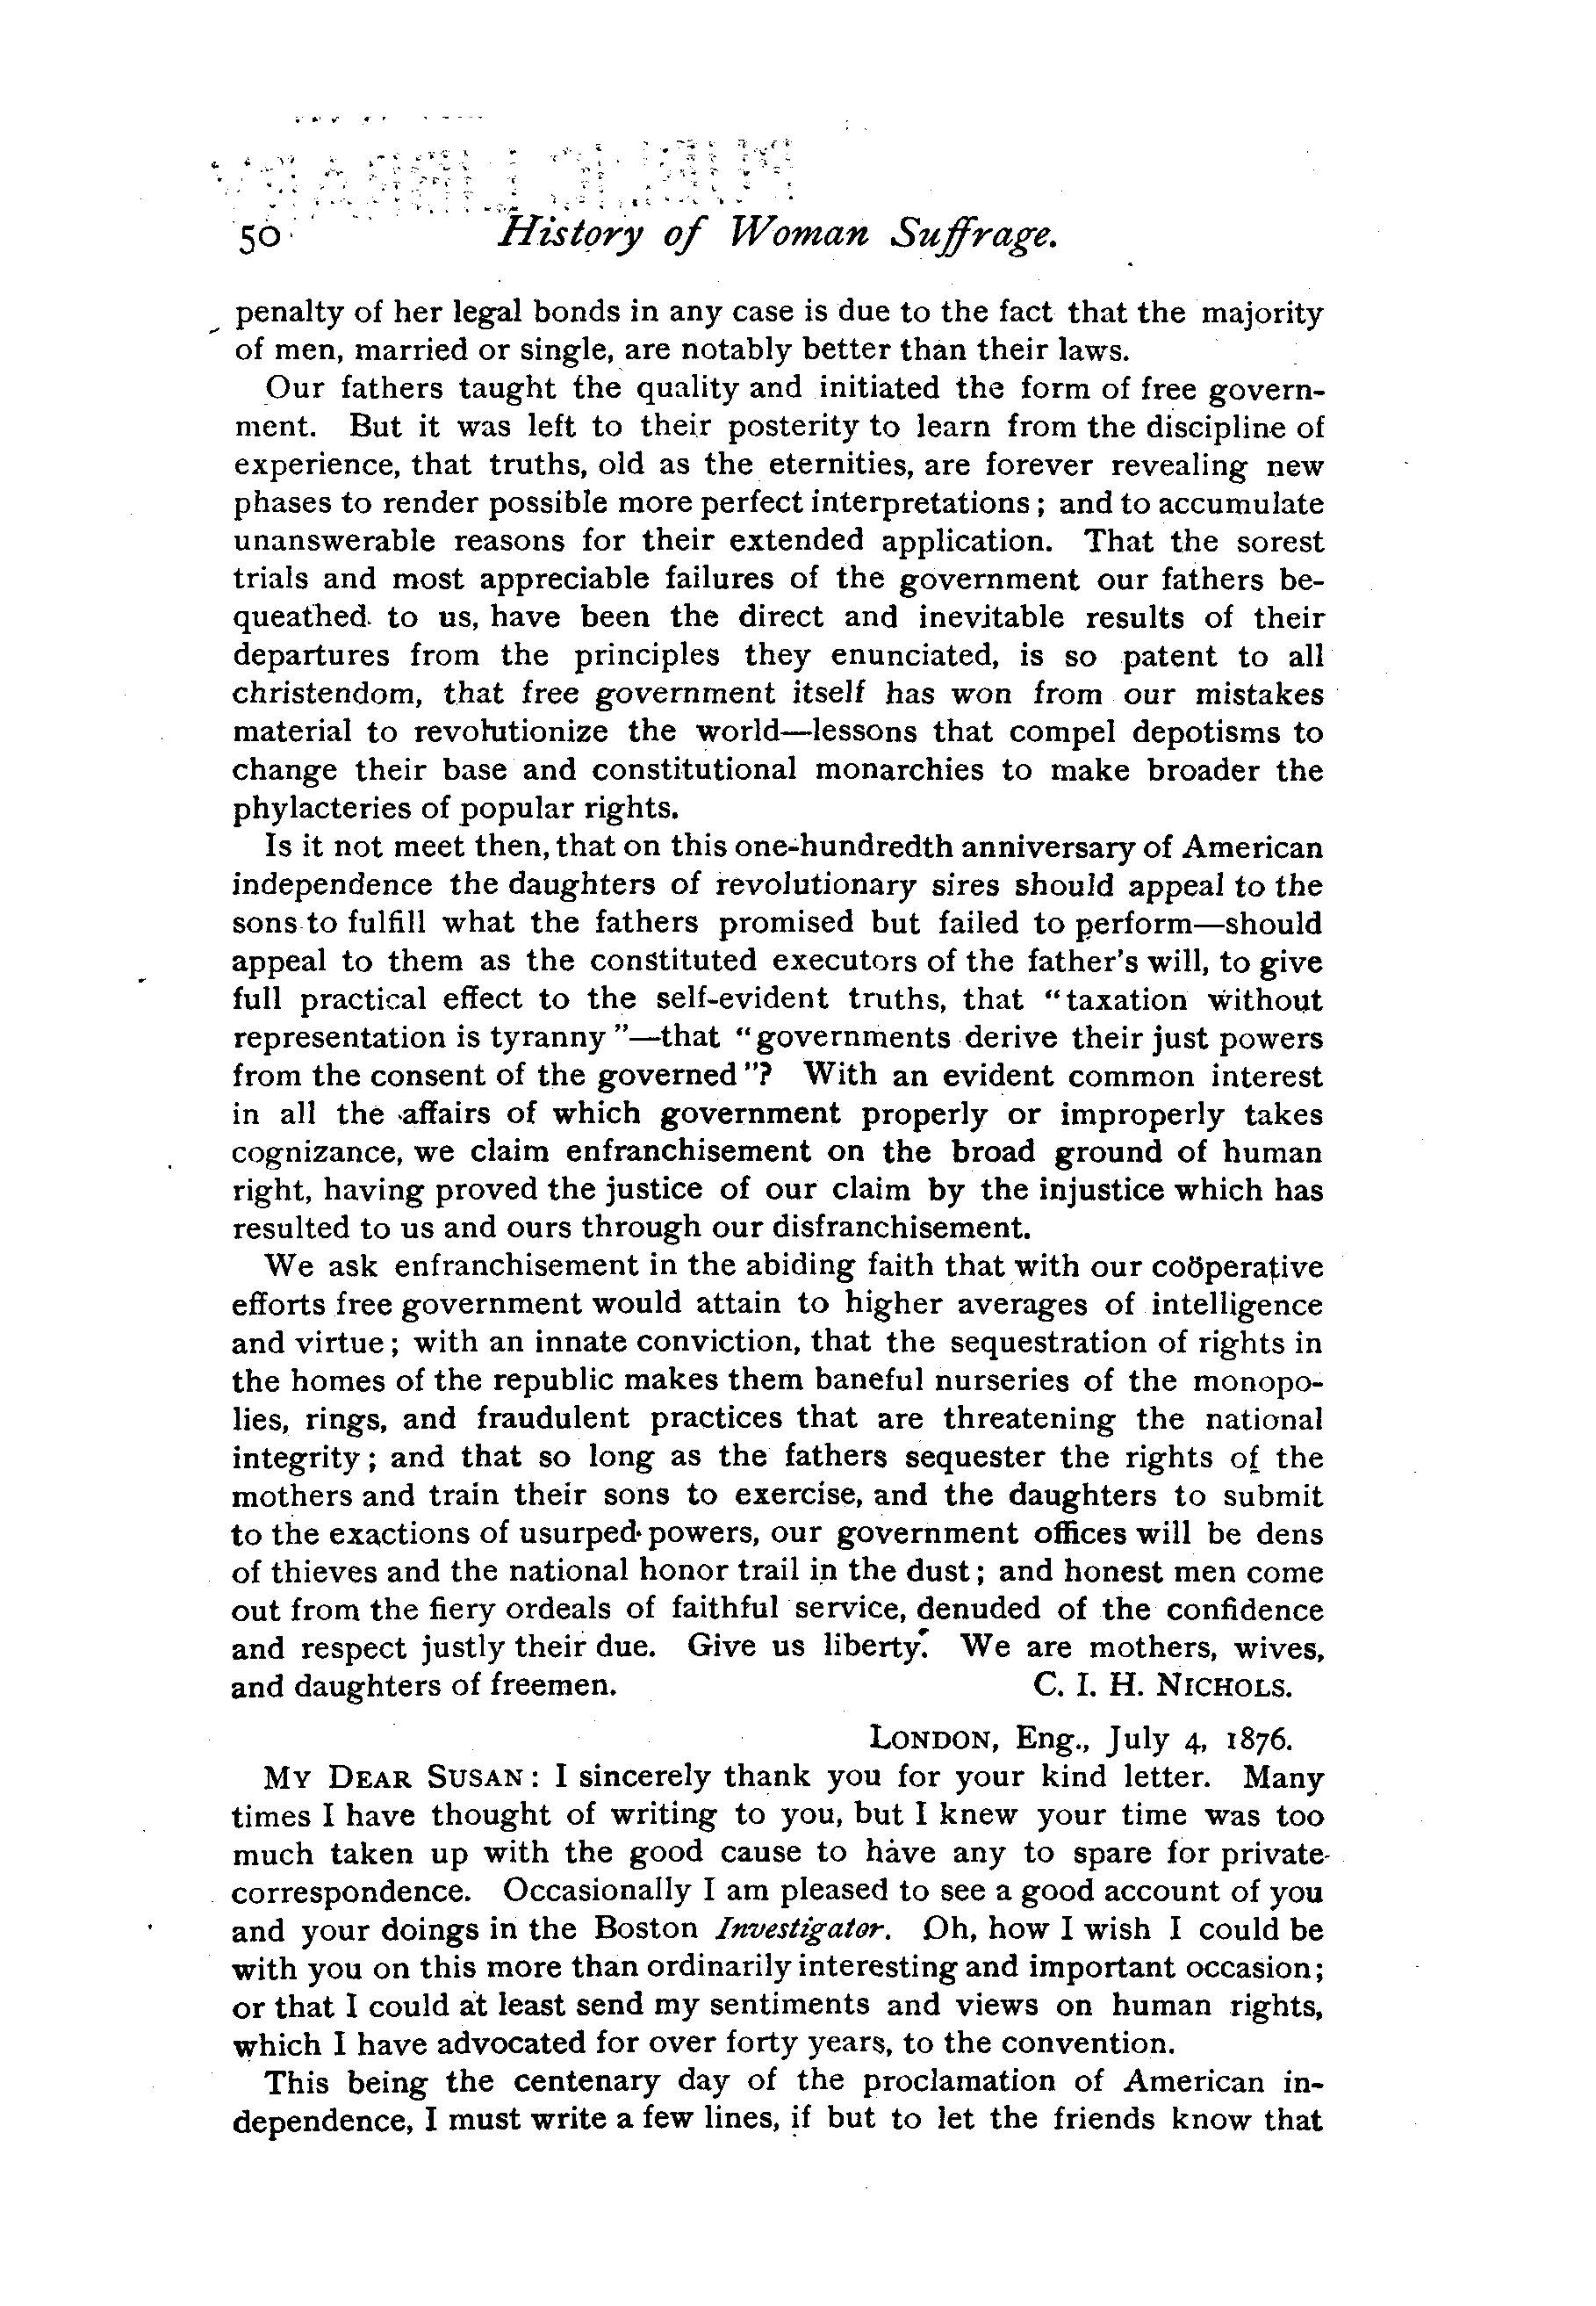 50 History of Woman Suffrage.
penalty of her legal bonds in any case is due to the fact that the majority
of men, married or single, are notably better than their laws.
Our fathers taught the quality and initiated the form of free govern-
ment. But it was left to their posterity to learn from the discipline of
experience, that truths, old as the eternities, are forever revealing new
phases to render possible more perfect interpretations; and to accumulate
unanswerable reasons for their extended application. That the sorest
trials and most appreciable failures of the government our fathers be-
queathed to us, have been the direct and inevitable results of their
departures from the principles they enunciated, is so patent to all
christendom, that free government itself has won from our mistakes
material to revolutionize the world—lessons that compel depotisms to
change their base and constitutional monarchies to make broader the
phylacteries of popular rights.
Is it not meet then, that on this one-hundredth anniversary of American
independence the daughters of revolutionary sires should appeal to the
sons to fulfill what the fathers promised but failed to perform—should
appeal to them as the constituted executors of the father's will, to give
full practical effect to the self-evident truths, that "taxation without
representation is tyranny"—that "governments derive their just powers
from the consent of the governed"? With an evident common interest
in all the affairs of which government properly or improperly takes
cognizance, we claim enfranchisement on the broad ground of human
right, having proved the justice of our claim by the injustice which has
resulted to us and ours through our disfranchisement.
We ask enfranchisement in the abiding faith that with our coöperative
efforts free government would attain to higher averages of intelligence
and virtue; with an innate conviction, that the sequestration of rights in
the homes of the republic makes them baneful nurseries of the monopo-
lies, rings, and fraudulent practices that are threatening the national
integrity; and that so long as the fathers sequester the rights of the
mothers and train their sons to exercise, and the daughters to submit
to the exactions of usurped powers, our government offices will be dens
of thieves and the national honor trail in the dust; and honest men come
out from the fiery ordeals of faithful service, denuded of the confidence
and respect justly their due. Give us liberty. We are mothers, wives,
and daughters of freemen. C. I. H. NICHOLS.
LONDON, Eng., July 4, 1876.
MY DEAR SUSAN: I sincerely thank you for your kind letter. Many
times I have thought of writing to you, but I knew your time was too
much taken up with the good cause to have any to spare for private
correspondence. Occasionally I am pleased to see a good account of you
and your doings in the Boston Investigator. Oh, how I wish I could be
with you on this more than ordinarily interesting and important occasion;
or that I could at least send my sentiments and views on human rights,
which I have advocated for over forty years, to the convention.
This being the centenary day of the proclamation of American in-
dependence, I must write a few lines, if but to let the friends know that